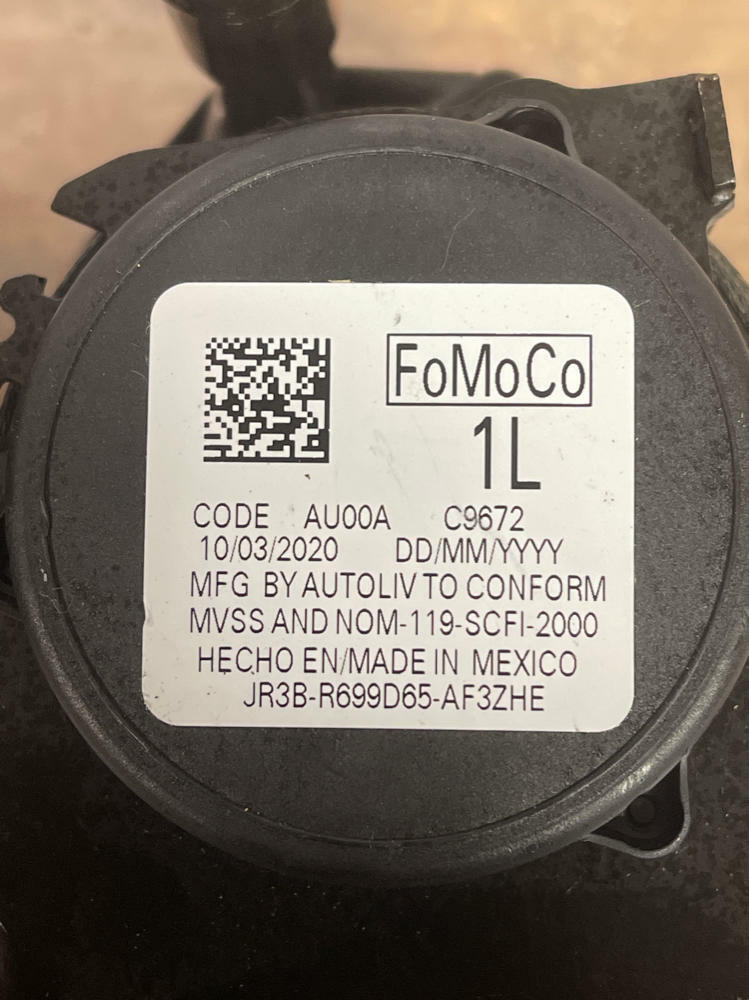 FoMoCo
1L
CODE AU00A C9672
10/03/2020 DD/MM/YYYY
MFG BY AUTOLIV TO CONFORM
MVSS AND NOM-119-SCFI-2000
HECHO EN/MADE IN MEXICO
JR3B-R699D65-AF3ZHE